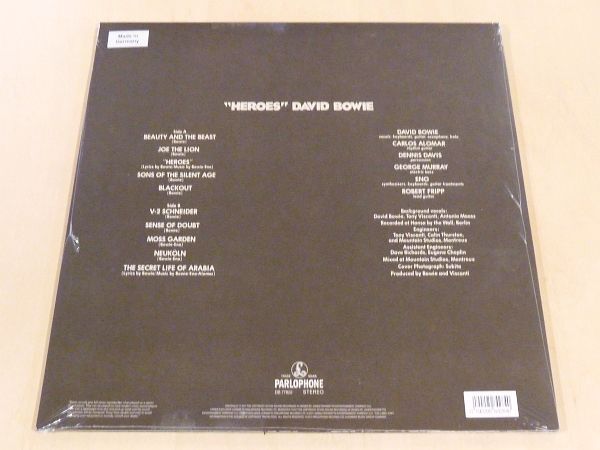 Made in
Germany
"HEROES" DAVID BOWIE
Side A
BEAUTY AND THE BEAST
(Bowie)
JOE THE LION
(Bowie)
"HEROES"
(Lyrics by Bowie/Music by Bowie-Eno)
SONS OF THE SILENT AGE
(Bowie)
BLACKOUT
(Bowie)
Side B
V-2 SCHNEIDER
(Bowie)
SENSE OF DOUBT
(Bowie)
MOSS GARDEN
(Bowie-Eno)
NEUKOLN
(Bowie-Eno)
THE SECRET LIFE OF ARABIA
(Lyrics by Bowie/Music by Bowie-Eno-Alomar)
DAVID BOWIE
vocals, keyboards, guitar, saxophone, koto
CARLOS ALOMAR
rhythm guitar
DENNIS DAVIS
percussion
GEORGE MURRAY
electric bass
ENO
synthesisers, keyboards, guitar treatments
ROBERT FRIPP
lead guitar
Background vocals:
David Bowie, Tony Visconti, Antonia Maass
Recorded at Hansa by the Wall, Berlin
Engineers:
Tony Visconti, Colin Thurston,
and Mountain Studios, Montreux
Assistant Engineers:
Dave Richards, Eugene Chaplin
Mixed at Mountain Studios, Montreux
Cover Photograph: Sukita
Produced by Bowie and Visconti
TRADE MARK
PARLOPHONE
STEREO